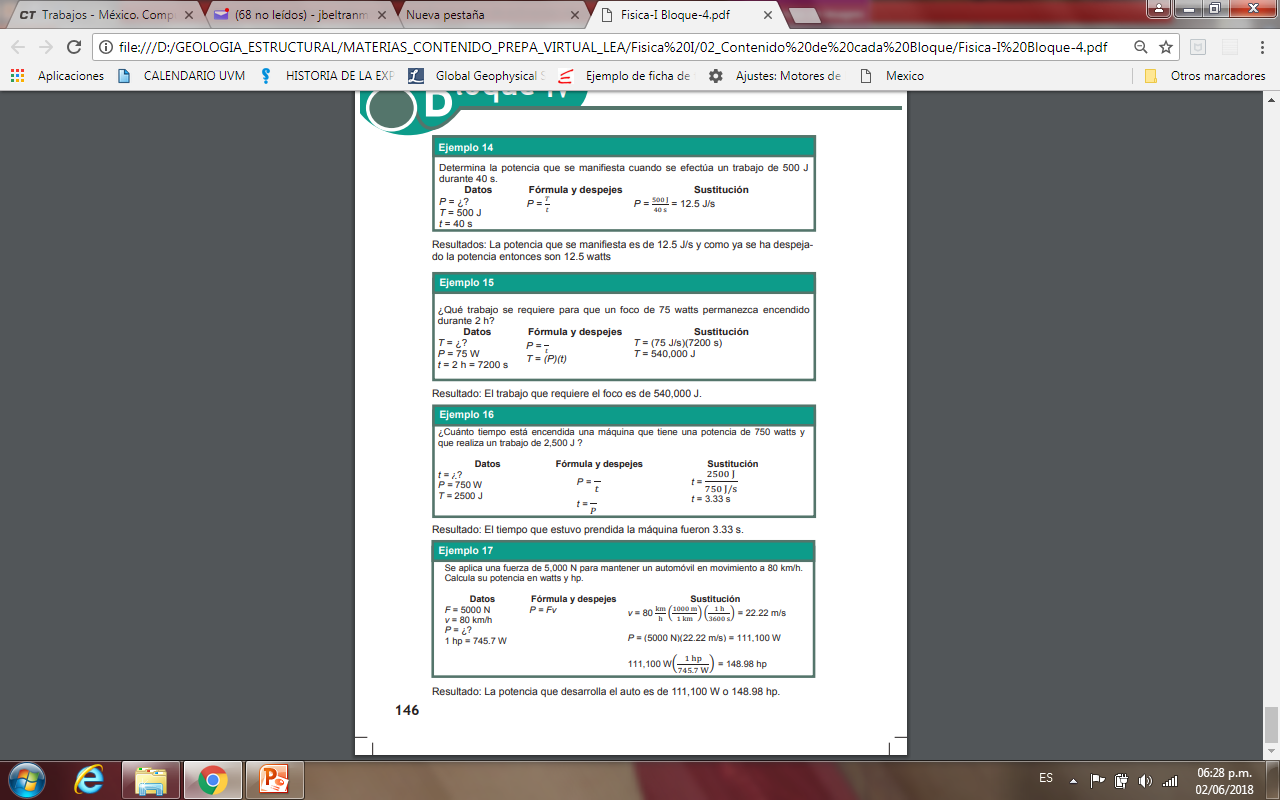 CT Trabajos - México. Comp
(68 no leídos) - jbeltranm
Nueva pestaña
Fisica-I Bloque-4.pdf
file:///D:/GEOLOGIA_ESTRUCTURAL/MATERIAS_CONTENIDO_PREPA_VIRTUAL_LEA/Fisica%20I/02_Contenido%20de%20cada%20Bloque/Fisica-I%20Bloque-4.pdf
Aplicaciones CALENDARIO UVM HISTORIA DE LA EXP Global Geophysical S Ejemplo de ficha de Ajustes: Motores de Mexico Otros marcadores
Bloque IV
Ejemplo 14
Determina la potencia que se manifiesta cuando se efectúa un trabajo de 500 J
durante 40 s.
Datos Fórmula y despejes Sustitución
P = ¿? P = T/t P = 500 J/40 s = 12.5 J/s
T = 500 J
t = 40 s
Resultados: La potencia que se manifiesta es de 12.5 J/s y como ya se ha despeja-
do la potencia entonces son 12.5 watts
Ejemplo 15
¿Qué trabajo se requiere para que un foco de 75 watts permanezca encendido
durante 2 h?
Datos Fórmula y despejes Sustitución
T = ¿? P = /t T = (75 J/s)(7200 s)
P = 75 W T = (P)(t) T = 540,000 J
t = 2 h = 7200 s
Resultado: El trabajo que requiere el foco es de 540,000 J.
Ejemplo 16
¿Cuánto tiempo está encendida una máquina que tiene una potencia de 750 watts y
que realiza un trabajo de 2,500 J ?
Datos Fórmula y despejes Sustitución
t = ¿? P = /t t = 2500 J/750 J/s
P = 750 W t = /P t = 3.33 s
T = 2500 J
Resultado: El tiempo que estuvo prendida la máquina fueron 3.33 s.
Ejemplo 17
Se aplica una fuerza de 5,000 N para mantener un automóvil en movimiento a 80 km/h.
Calcula su potencia en watts y hp.
Datos Fórmula y despejes Sustitución
F = 5000 N P = Fv v = 80 km/h (1000 m/1 km) (1 h/3600 s) = 22.22 m/s
v = 80 km/h
P = ¿? P = (5000 N)(22.22 m/s) = 111,100 W
1 hp = 745.7 W
111,100 W (1 hp/745.7 W) = 148.98 hp
Resultado: La potencia que desarrolla el auto es de 111,100 W o 148.98 hp.
146
ES
06:28 p.m.
02/06/2018